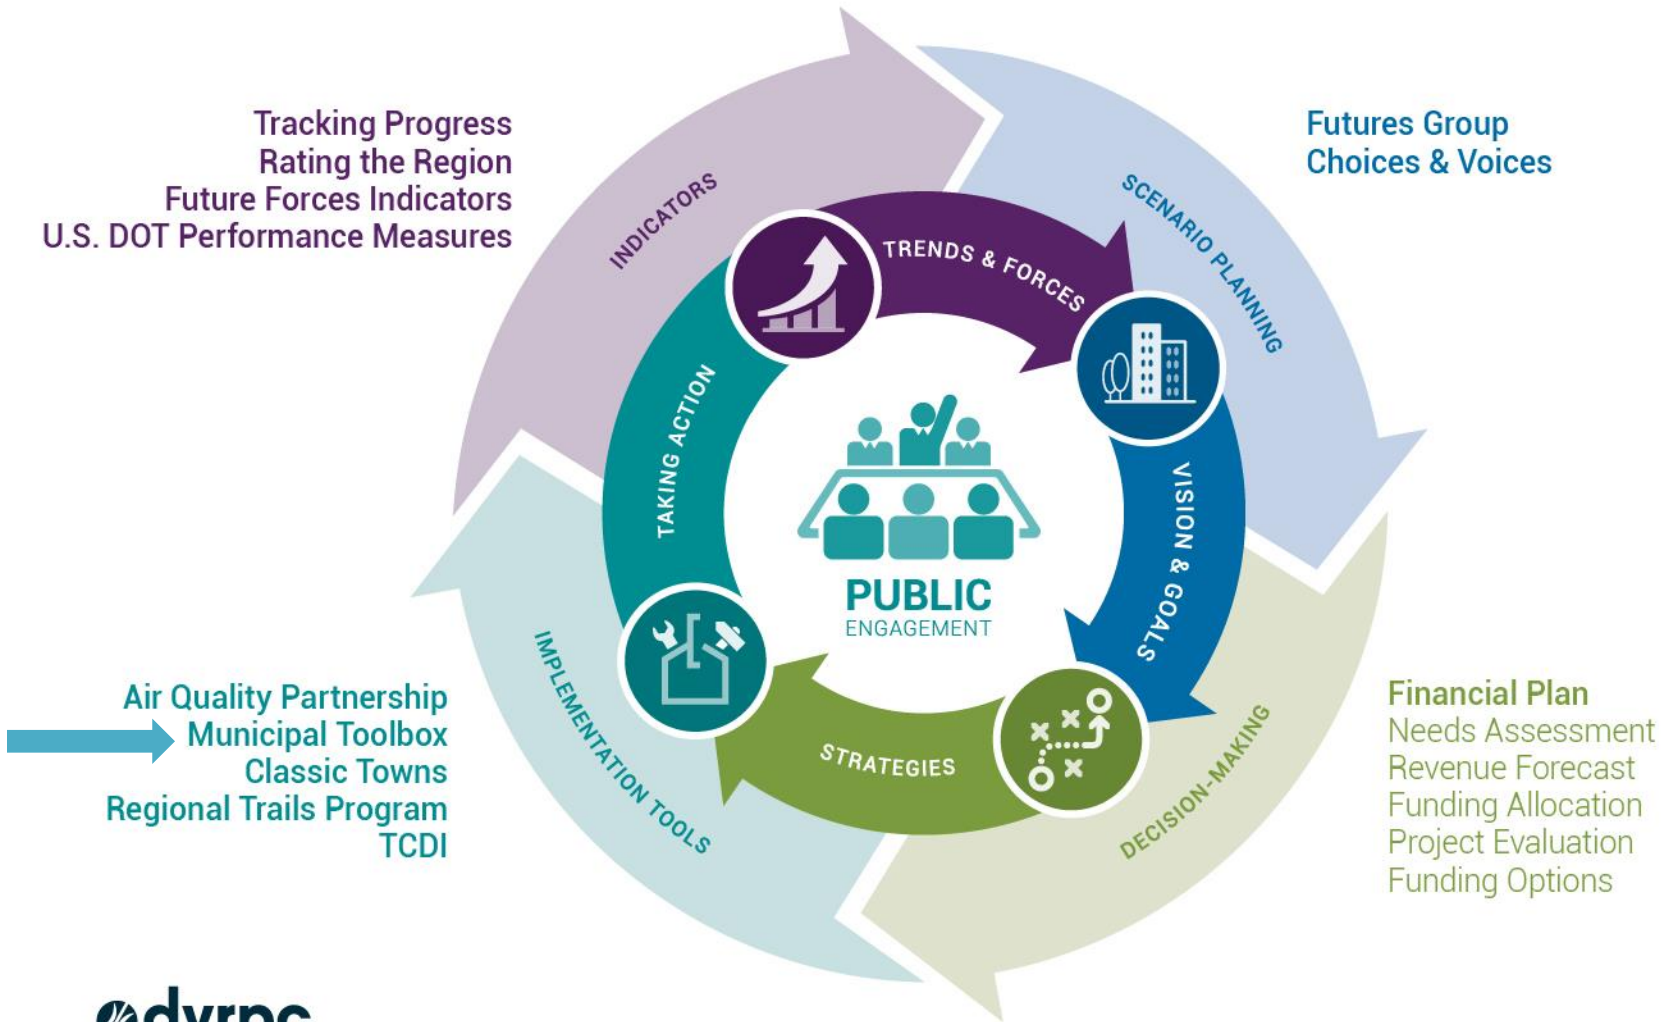 Tracking Progress
Rating the Region
Future Forces Indicators
U.S. DOT Performance Measures
Futures Group
Choices & Voices
INDICATORS
SCENARIO PLANNING
TRENDS & FORCES
TAKING ACTION
VISION & GOALS
PUBLIC
ENGAGEMENT
STRATEGIES
IMPLEMENTATION TOOLS
DECISION-MAKING
Air Quality Partnership
Municipal Toolbox
Classic Towns
Regional Trails Program
TCDI
Financial Plan
Needs Assessment
Revenue Forecast
Funding Allocation
Project Evaluation
Funding Options
dvrpc